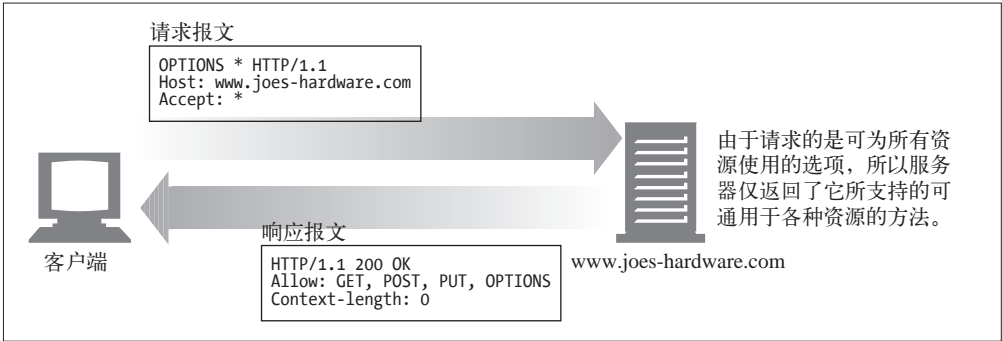 请求报文
OPTIONS * HTTP/1.1
Host: www.joes-hardware.com
Accept: *
由于请求的是可为所有资
源使用的选项，所以服务
器仅返回了它所支持的可
通用于各种资源的方法。
客户端
响应报文
HTTP/1.1 200 OK
Allow: GET, POST, PUT, OPTIONS
Context-length: 0
www.joes-hardware.com